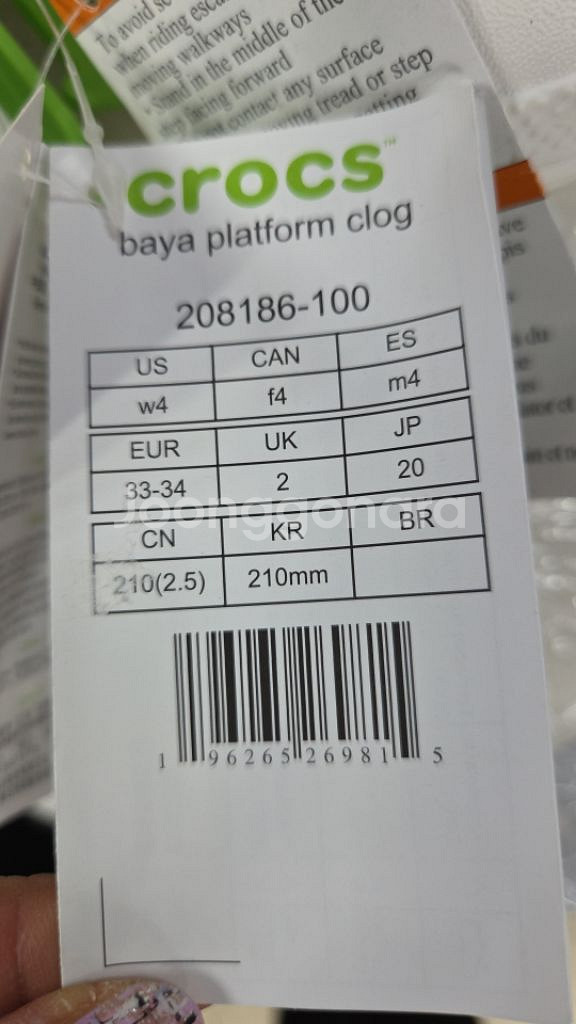 To avoid
when riding
moving walkways
Stand in the middle of the
facing forward
contact any surface
tread or step
crocs™
baya platform clog
208186-100
US CAN ES
w4 f4 m4
EUR UK JP
33-34 2 20
CN KR BR
210(2.5) 210mm
Joonggonara
1 96265 26981 5